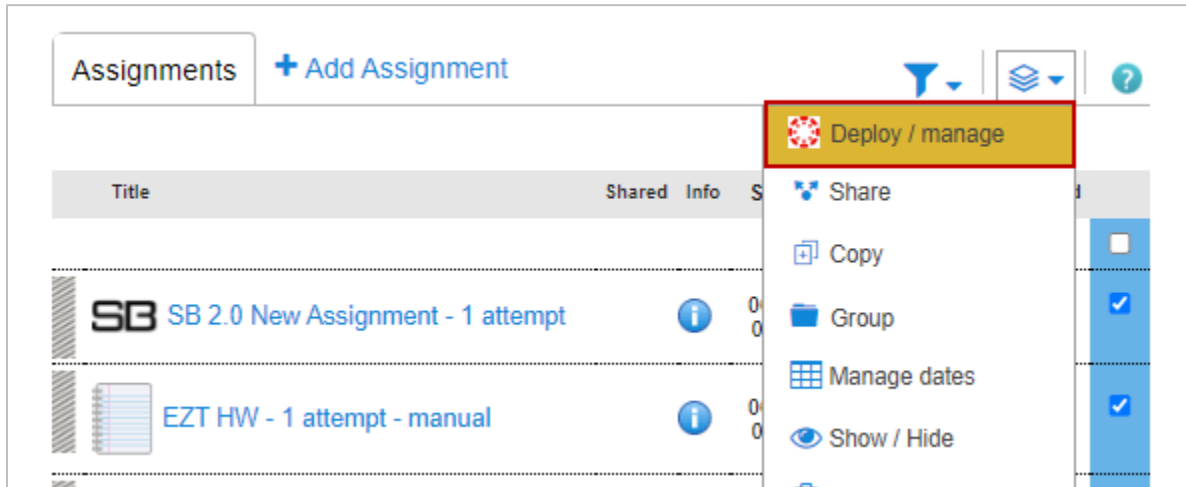 Assignments + Add Assignment ?
Deploy / manage
Title Shared Info
Share
Copy
SB SB 2.0 New Assignment - 1 attempt
Group
Manage dates
EZT HW - 1 attempt - manual
Show / Hide